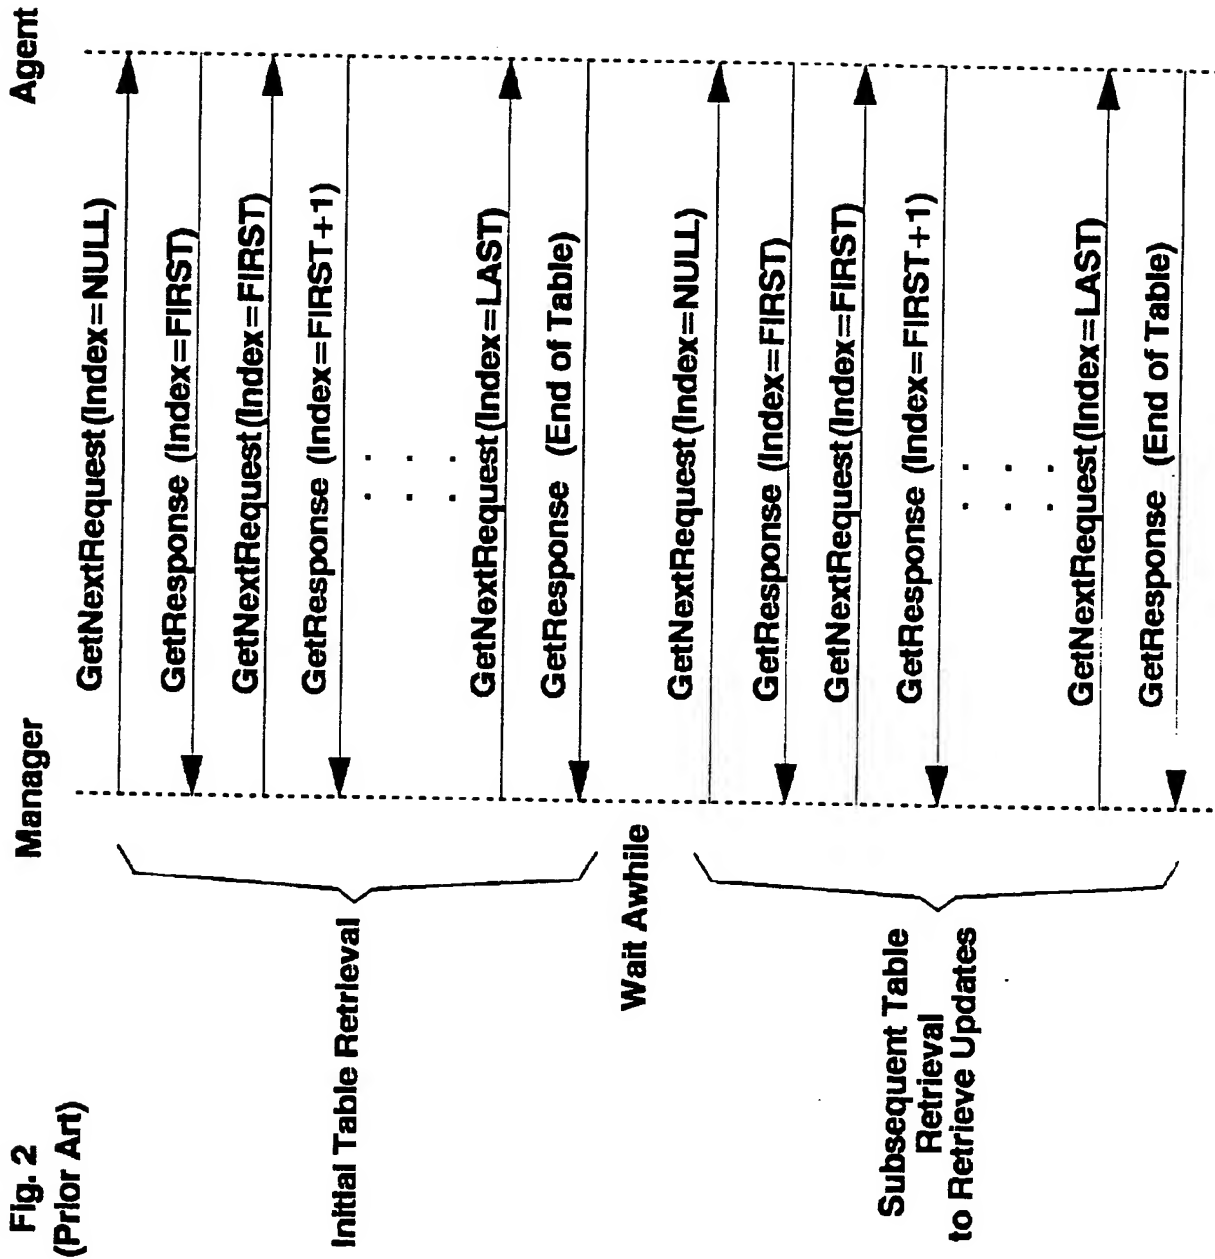 Fig. 2
(Prior Art)
Manager
Agent
Initial Table Retrieval
GetNextRequest(Index=NULL)
GetResponse (Index=FIRST)
GetNextRequest(Index=FIRST)
GetResponse (Index=FIRST+1)
. .
. .
. .
GetNextRequest(Index=LAST)
GetResponse (End of Table)
Wait Awhile
Subsequent Table
Retrieval
to Retrieve Updates
GetNextRequest(Index=NULL)
GetResponse (Index=FIRST)
GetNextRequest(Index=FIRST)
GetResponse (Index=FIRST+1)
. .
. .
. .
GetNextRequest(Index=LAST)
GetResponse (End of Table)